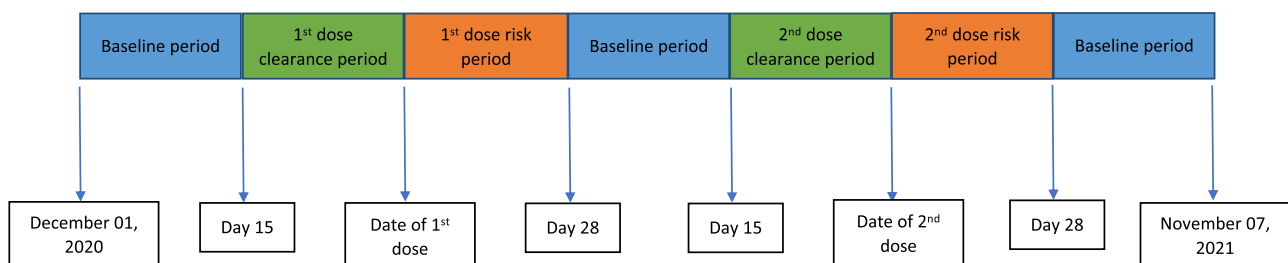 Baseline period
1st dose
clearance period
1st dose risk
period
Baseline period
2nd dose
clearance period
2nd dose risk
period
Baseline period
December 01,
2020
Day 15
Date of 1st
dose
Day 28
Day 15
Date of 2nd
dose
Day 28
November 07,
2021